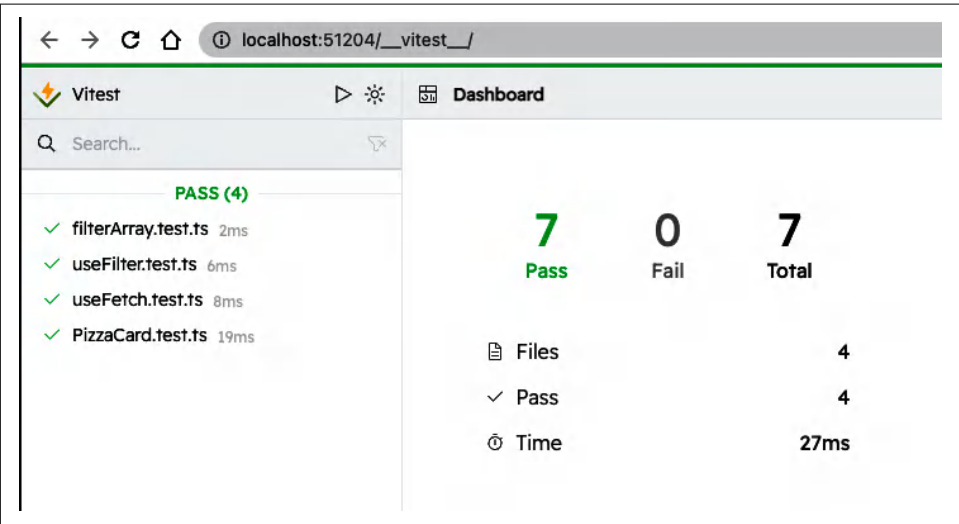 localhost:51204/__vitest__/
Vitest
Dashboard
Search...
PASS (4)
filterArray.test.ts 2ms
useFilter.test.ts 6ms
useFetch.test.ts 8ms
PizzaCard.test.ts 19ms
7 0 7
Pass Fail Total
Files 4
Pass 4
Time 27ms